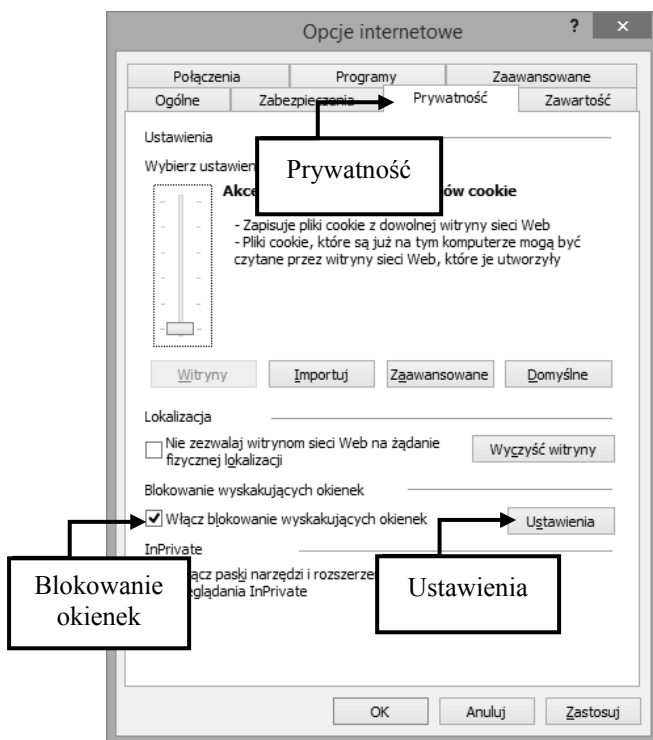 Opcje internetowe
? ×
Połączenia Programy Zaawansowane
Ogólne Zabezpieczenia Prywatność Zawartość
Ustawienia
Wybierz
Prywatność
cookie
- Zapisuje pliki cookie z dowolnej witryny sieci Web
- Pliki cookie, które są już na tym komputerze mogą być
czytane przez witryny sieci Web, które je utworzyły
Witryny Importuj Zaawansowane Domyślne
Lokalizacja
Nie zezwalaj witrynom sieci Web na żądanie
fizycznej lokalizacji
Wyczyść witryny
Blokowanie wyskakujących okienek
Włącz blokowanie wyskakujących okienek
Ustawienia
InPrivate
paski narzędzi i
InPrivate
Blokowanie
okienek
Ustawienia
OK Anuluj Zastosuj